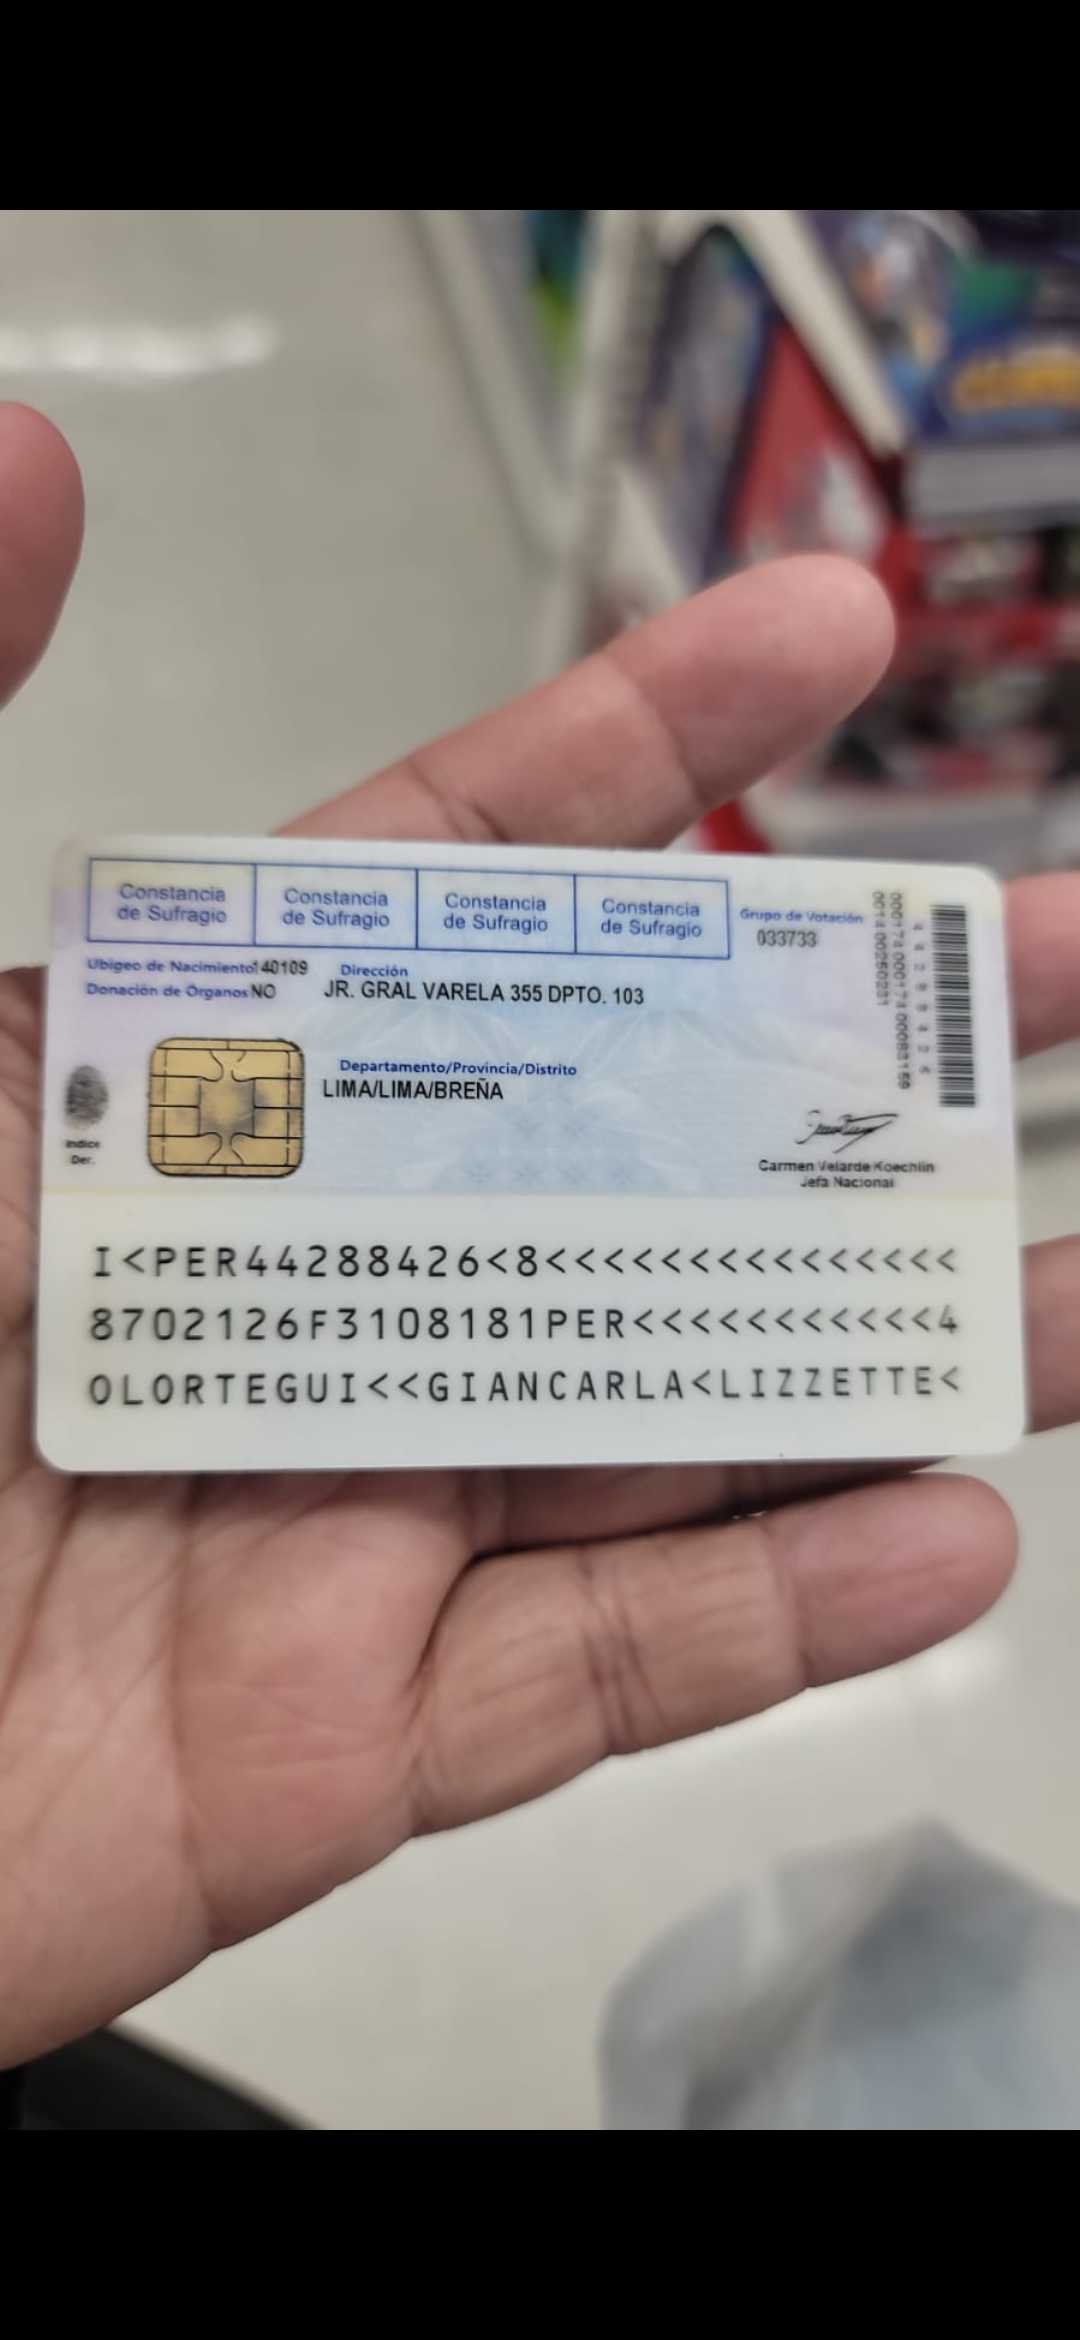 Constancia de Sufragio
Constancia de Sufragio
Constancia de Sufragio
Constancia de Sufragio
Grupo de Votación
033733
Ubigeo de Nacimiento 140109
Donación de Órganos NO
Dirección
JR. GRAL VARELA 355 DPTO. 103
Departamento/Provincia/Distrito
LIMA/LIMA/BREÑA
Indice
Der.
Carmen Velarde Koechlin
Jefa Nacional
I<PER44288426<8<<<<<<<<<<<<<<<
8702126F3108181PER<<<<<<<<<<<4
OLORTEGUI<<GIANCARLA<LIZZETTE<